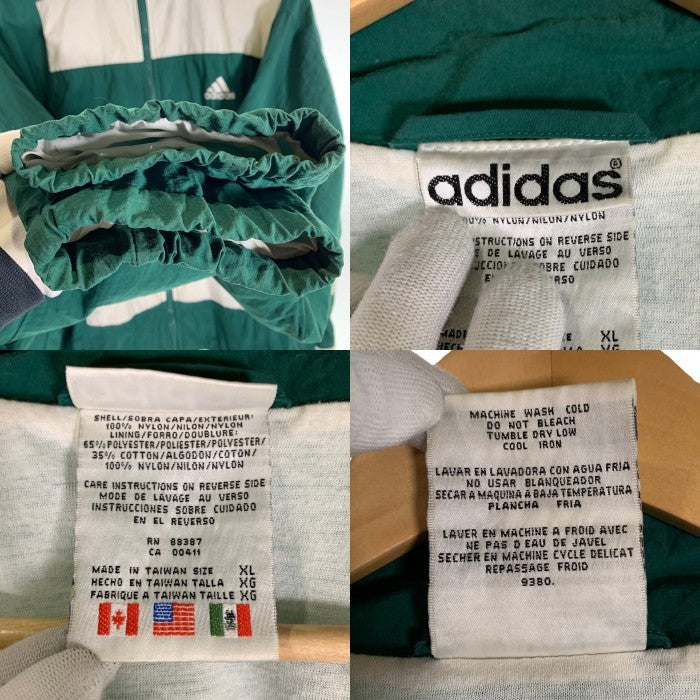 adidas
adidas
100% NYLON/NILON/NYLON
INSTRUCTIONS ON REVERSE SIDE
DE LAVAGE AU VERSO
SOBRE CUIDADO
REVERSO
MADE
XL
HECHO
XG
SHELL/SOBRA CAPA/EXTERIEUR:
100% NYLON/NILON/NYLON
LINING/FORRO/DOUBLURE:
65% POLYESTER/POLIESTER/POLYESTER/
35% COTTON/ALGODON/COTON/
100% NYLON/NILON/NYLON
CARE INSTRUCTIONS ON REVERSE SIDE
MODE DE LAVAGE AU VERSO
INSTRUCCIONES SOBRE CUIDADO
EN EL REVERSO
RN 88387
CA 00411
MADE IN TAIWAN SIZE XL
HECHO EN TAIWAN TALLA XG
FABRIQUE A TAIWAN TAILLE XG
MACHINE WASH COLD
DO NOT BLEACH
TUMBLE DRY LOW
COOL IRON
LAVAR EN LAVADORA CON AGUA FRIA
NO USAR BLANQUEADOR
SECAR A MAQUINA A BAJA TEMPERATURA
PLANCHA FRIA
LAVER EN MACHINE A FROID AVEC
NE PAS D EAU DE JAVEL
SECHER EN MACHINE CYCLE DELICAT
REPASSAGE FROID
9380.